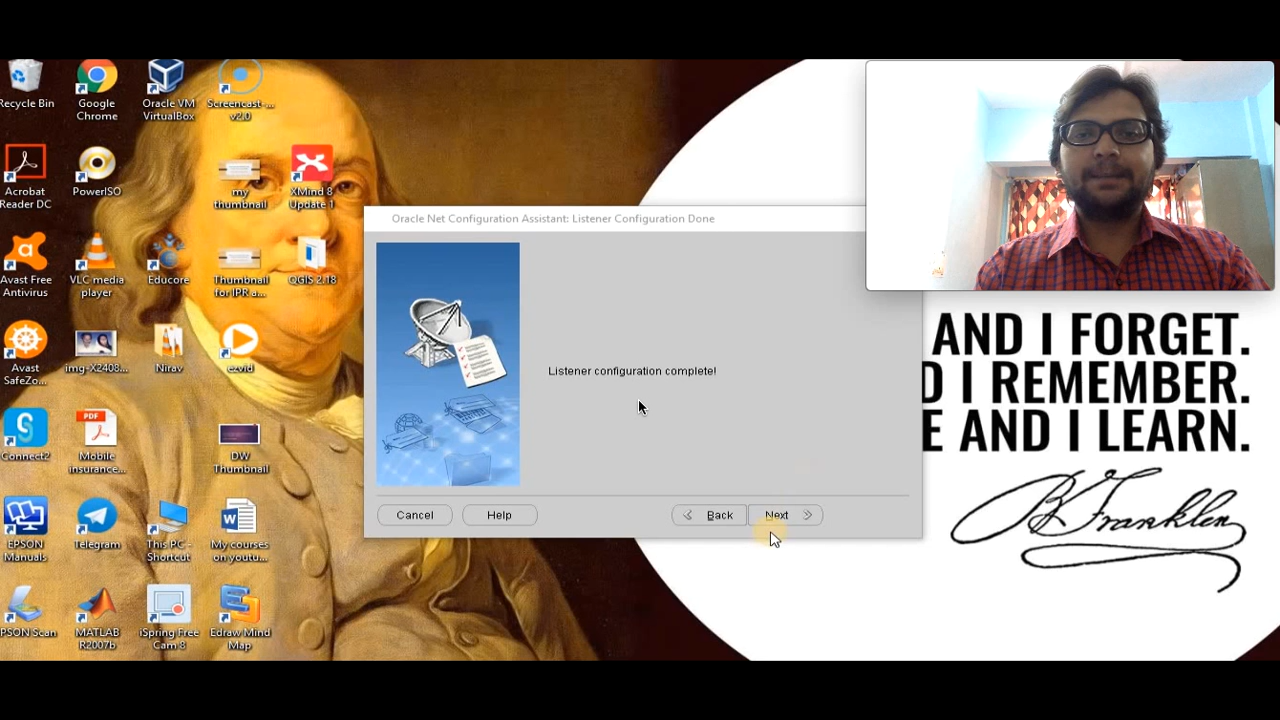 Recycle Bin
Google
Chrome
Oracle VM
VirtualBox
Screencast-...
v2.0
Acrobat
Reader DC
PowerISO
my
thumbnail
XMind 8
Update 1
Avast Free
Antivirus
VLC media
player
Educore
Thumbnail
for IPR a...
QGIS 2.18
Avast
SafeZo...
img-X2408...
Nirav
ezvid
Connect2
PDF
Mobile
insurance...
DW
Thumbnail
EPSON
Manuals
Telegram
This PC -
Shortcut
My courses
on youtu...
PSON Scan
MATLAB
R2007b
iSpring Free
Cam 8
Edraw Mind
Map
Oracle Net Configuration Assistant: Listener Configuration Done
Listener configuration complete!
Cancel
Help
Back
Next
AND I FORGET.
D I REMEMBER.
E AND I LEARN.
B Franklin